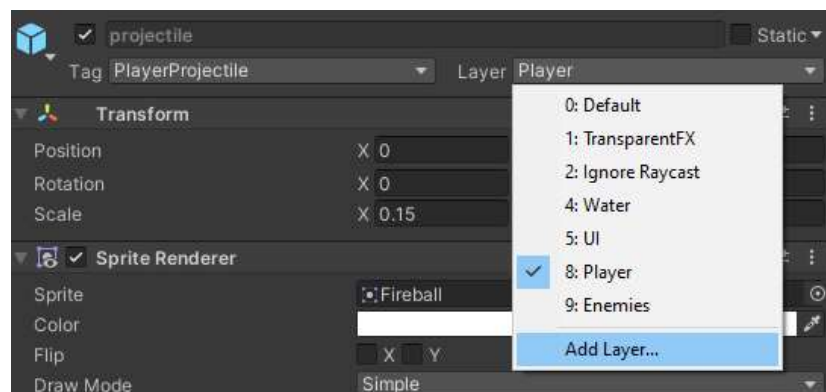 projectile Static
Tag PlayerProjectile Layer Player
Transform
Position X 0
Rotation X 0
Scale X 0.15
Sprite Renderer
Sprite Fireball
Color
Flip X Y
Draw Mode Simple
0: Default
1: TransparentFX
2: Ignore Raycast
4: Water
5: UI
8: Player
9: Enemies
Add Layer...